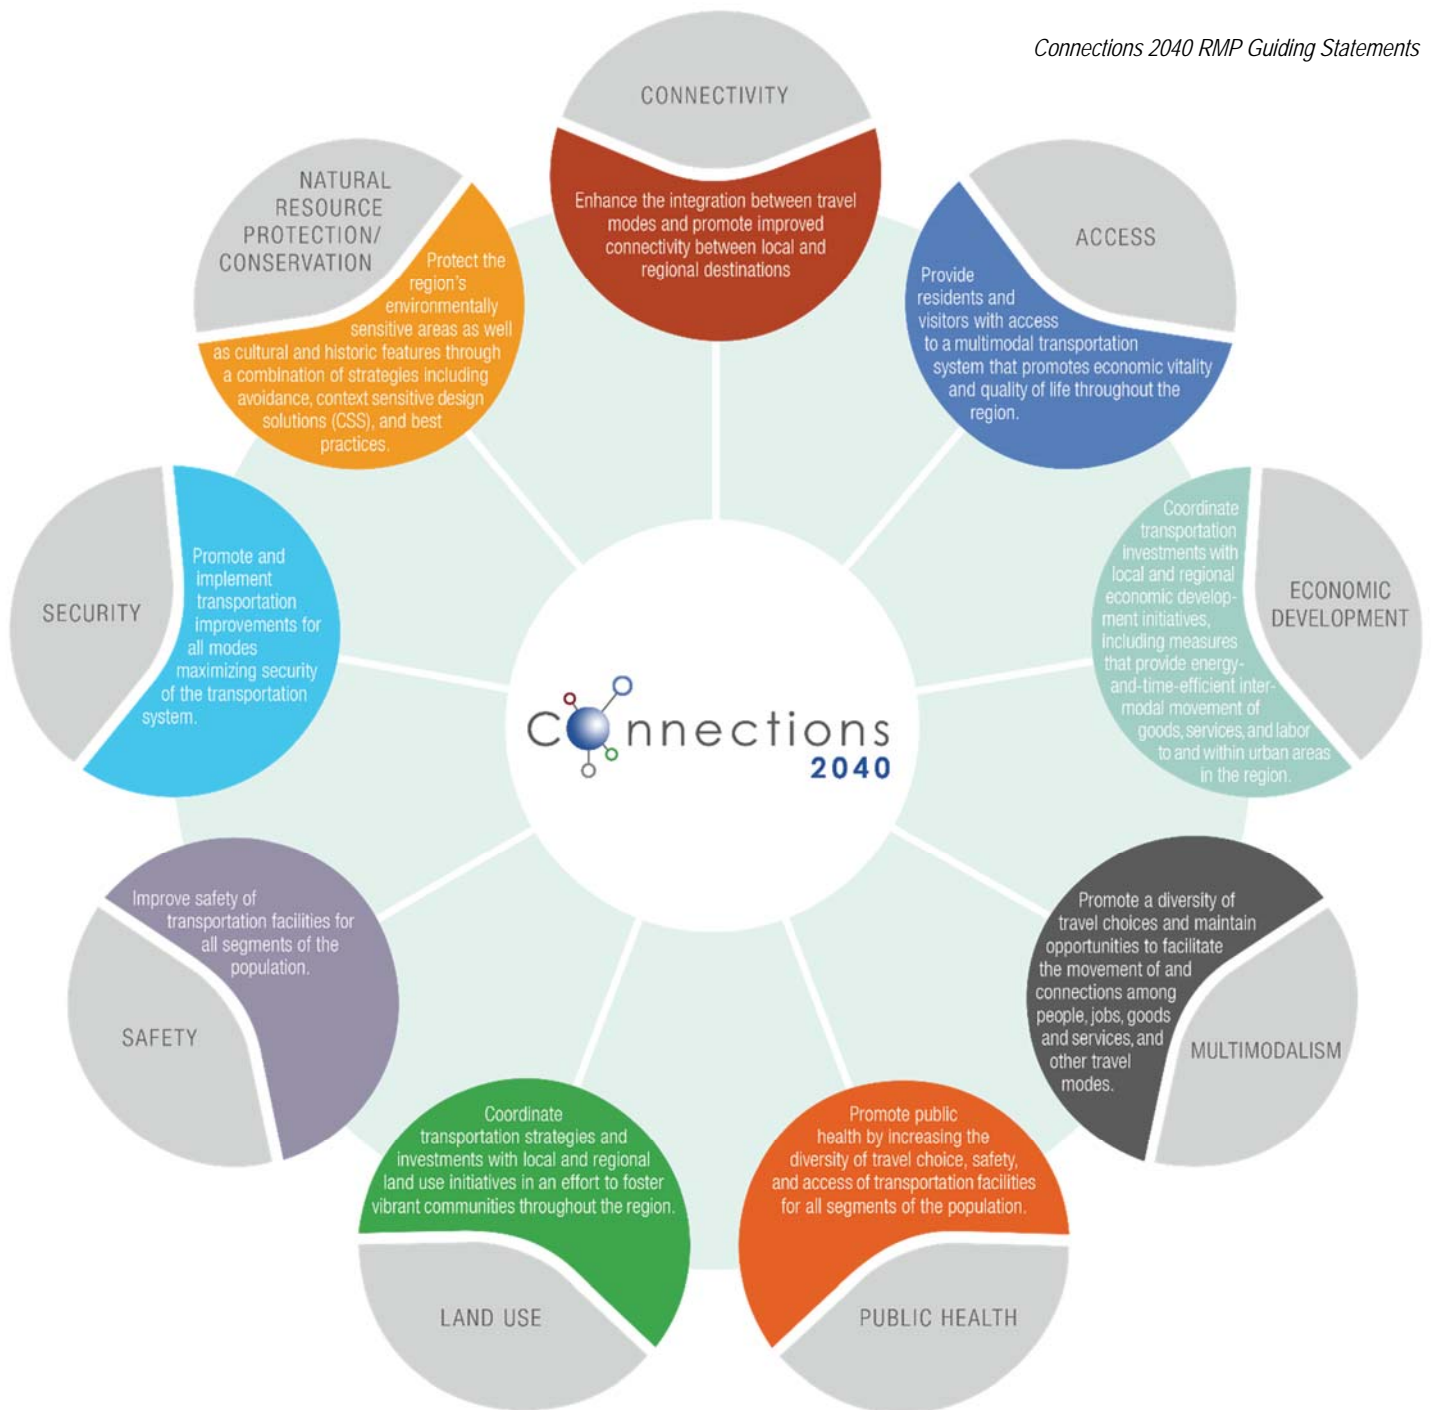 Connections 2040 RMP Guiding Statements
CONNECTIVITY
Enhance the integration between travel
modes and promote improved
connectivity between local and
regional destinations
ACCESS
Provide
residents and
visitors with access
to a multimodal transportation
system that promotes economic vitality
and quality of life throughout the
region.
ECONOMIC
DEVELOPMENT
Coordinate
transportation
investments with
local and regional
economic develop-
ment initiatives,
including measures
that provide energy-
and-time-efficient inter-
modal movement of
goods, services, and labor
to and within urban areas
in the region.
MULTIMODALISM
Promote a diversity of
travel choices and maintain
opportunities to facilitate
the movement of and
connections among
people, jobs, goods
and services, and
other travel
modes.
PUBLIC HEALTH
Promote public
health by increasing the
diversity of travel choice, safety,
and access of transportation facilities
for all segments of the population.
LAND USE
Coordinate
transportation strategies and
investments with local and regional
land use initiatives in an effort to foster
vibrant communities throughout the region.
SAFETY
Improve safety of
transportation facilities for
all segments of the
population.
SECURITY
Promote and
implement
transportation
improvements for
all modes
maximizing security
of the transportation
system.
NATURAL
RESOURCE
PROTECTION/
CONSERVATION
Protect the
region's
environmentally
sensitive areas as well
as cultural and historic features through
a combination of strategies including
avoidance, context sensitive design
solutions (CSS), and best
practices.
Connections
2040